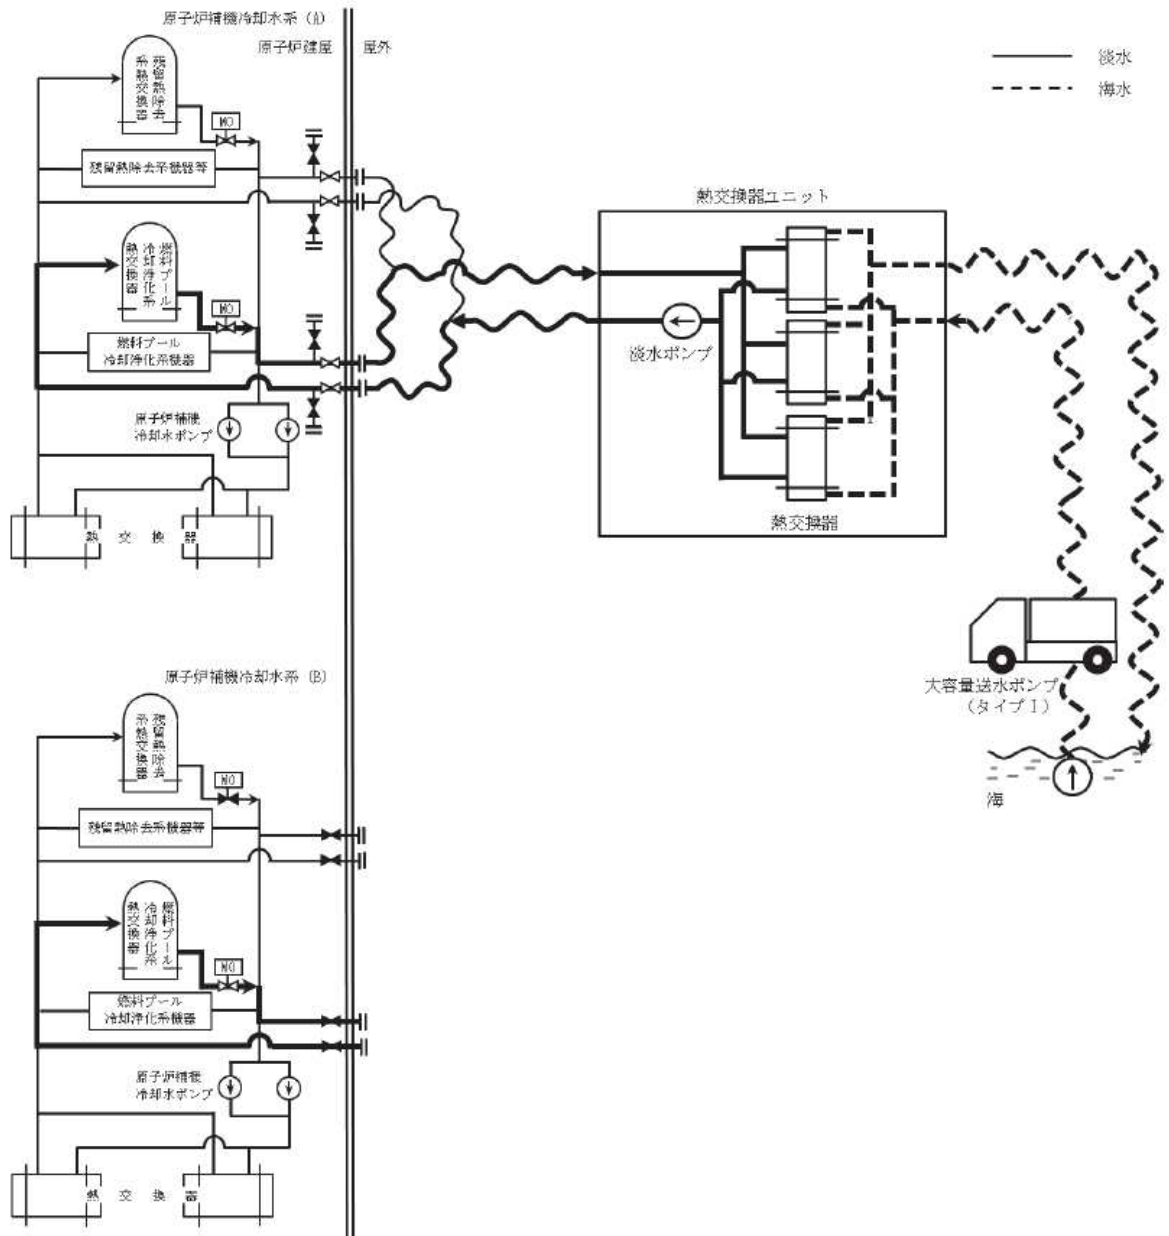 原子炉補機冷却水系 (A)
原子炉建屋
屋外
淡水
海水
残留熱除去
系熱交換器
MO
残留熱除去系機器等
燃料プール
冷却浄化系
熱交換器
MO
燃料プール
冷却浄化系機器
原子炉補機
冷却水ポンプ
熱交換器
熱交換器ユニット
淡水ポンプ
熱交換器
大容量送水ポンプ
(タイプⅠ)
海
原子炉補機冷却水系 (B)
残留熱除去
系熱交換器
MO
残留熱除去系機器等
燃料プール
冷却浄化系
熱交換器
MO
燃料プール
冷却浄化系機器
原子炉補機
冷却水ポンプ
熱交換器